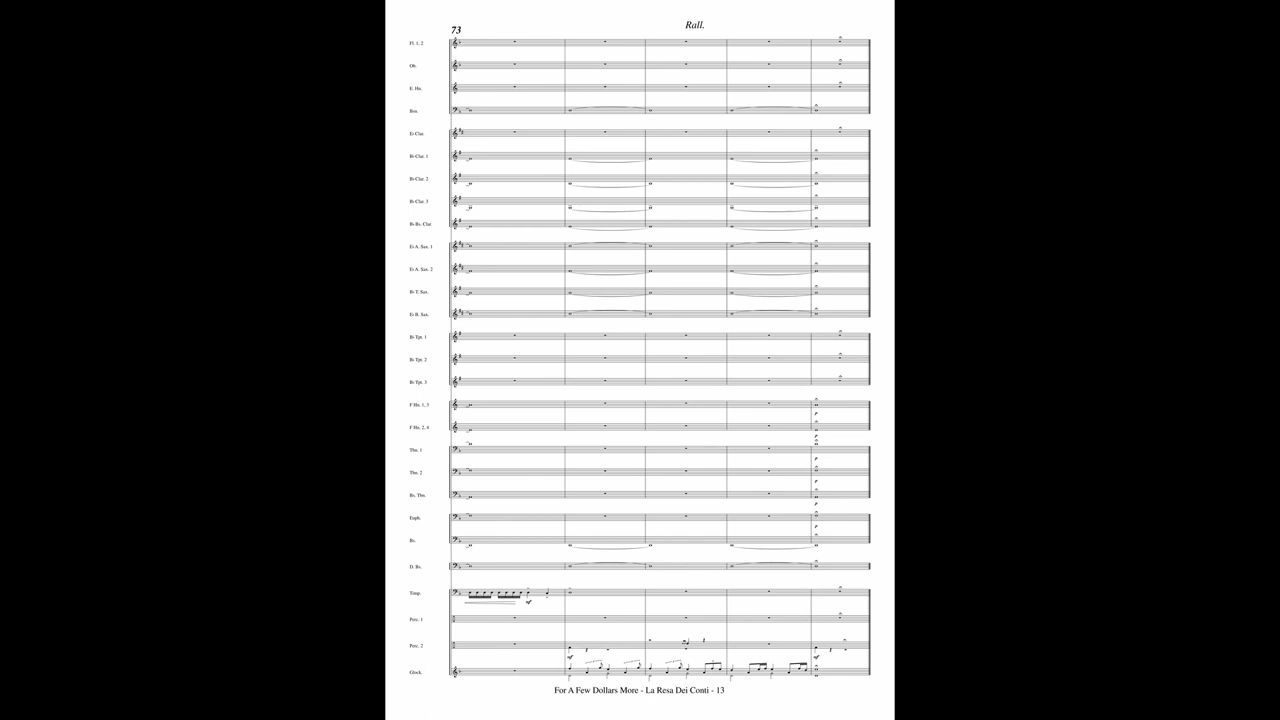 73
Rall.
Fl. 1, 2
Ob.
E. Hn.
Bsn.
E♭ Clar.
B♭ Clar. 1
B♭ Clar. 2
B♭ Clar. 3
B♭ Bs. Clar.
E♭ A. Sax. 1
E♭ A. Sax. 2
B♭ T. Sax.
E♭ B. Sax.
B♭ Tpt. 1
B♭ Tpt. 2
B♭ Tpt. 3
F Hn. 1, 3
p
F Hn. 2, 4
p
Tbn. 1
p
Tbn. 2
p
Bs. Tbn.
p
Euph.
p
Bs.
D. Bs.
Timp.
mf
Perc. 1
Perc. 2
mf mf
Glock.
For A Few Dollars More - La Resa Dei Conti - 13